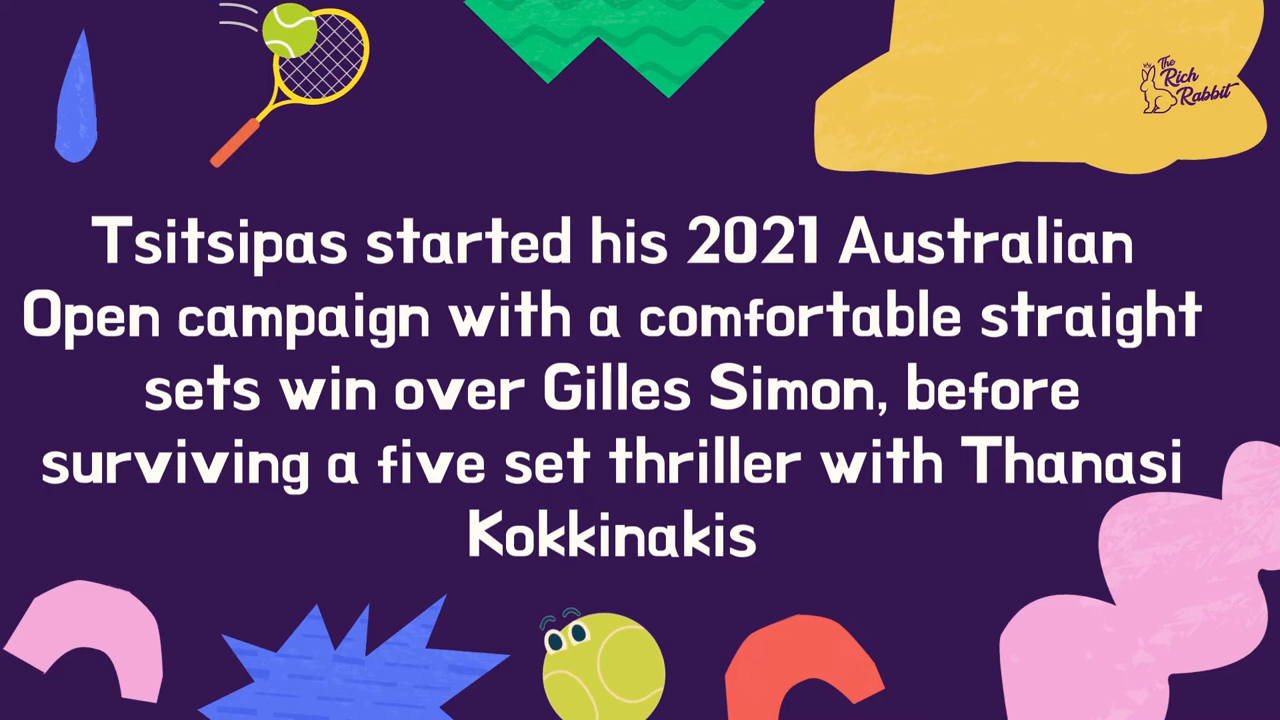 The
Rich
Rabbit
Tsitsipas started his 2021 Australian
Open campaign with a comfortable straight
sets win over Gilles Simon, before
surviving a five set thriller with Thanasi
Kokkinakis